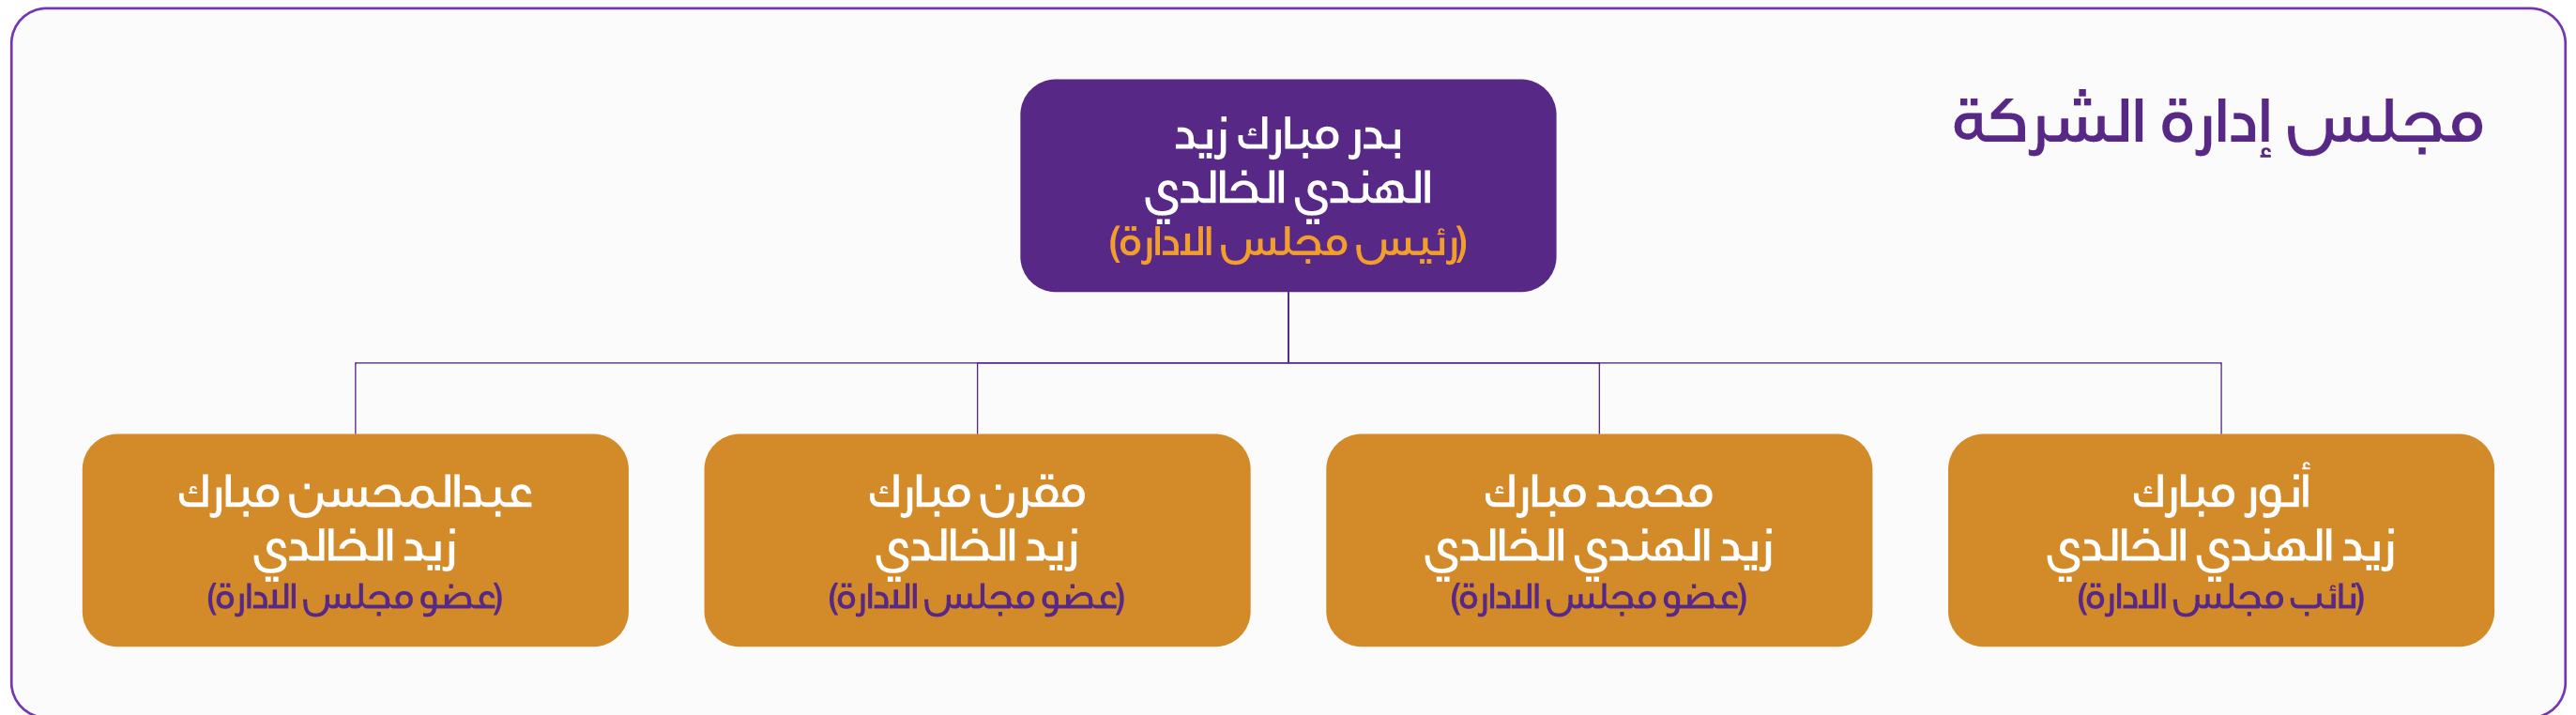 مجلس إدارة الشركة
بدر مبارك زيد
الهندي الخالدي
(رئيس مجلس الادارة)
أنور مبارك
زيد الهندي الخالدي
(نائب مجلس الادارة)
محمد مبارك
زيد الهندي الخالدي
(عضو مجلس الادارة)
مقرن مبارك
زيد الخالدي
(عضو مجلس الادارة)
عبدالمحسن مبارك
زيد الخالدي
(عضو مجلس الادارة)